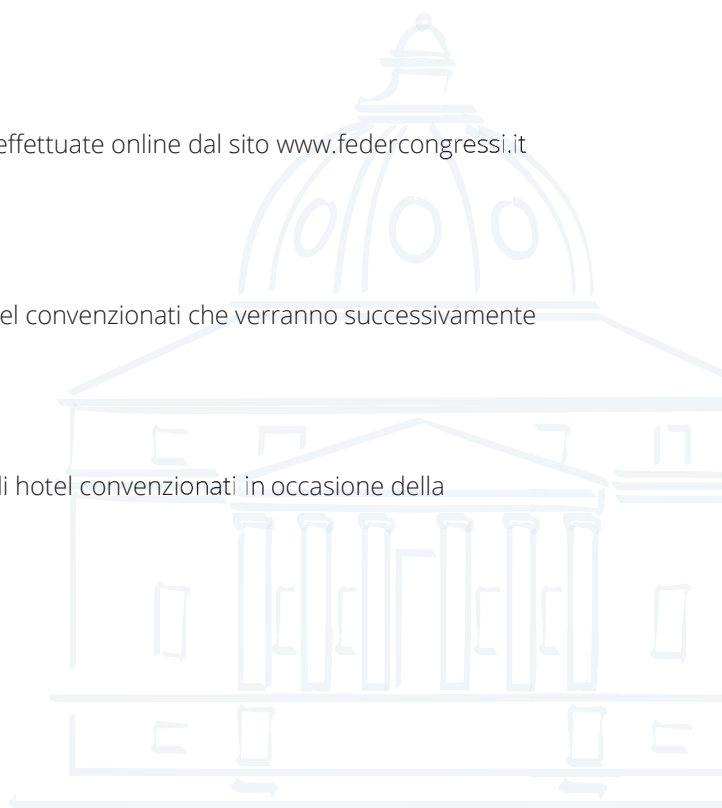 effettuate online dal sito www.federcongressi.it
el convenzionati che verranno successivamente
li hotel convenzionati in occasione della